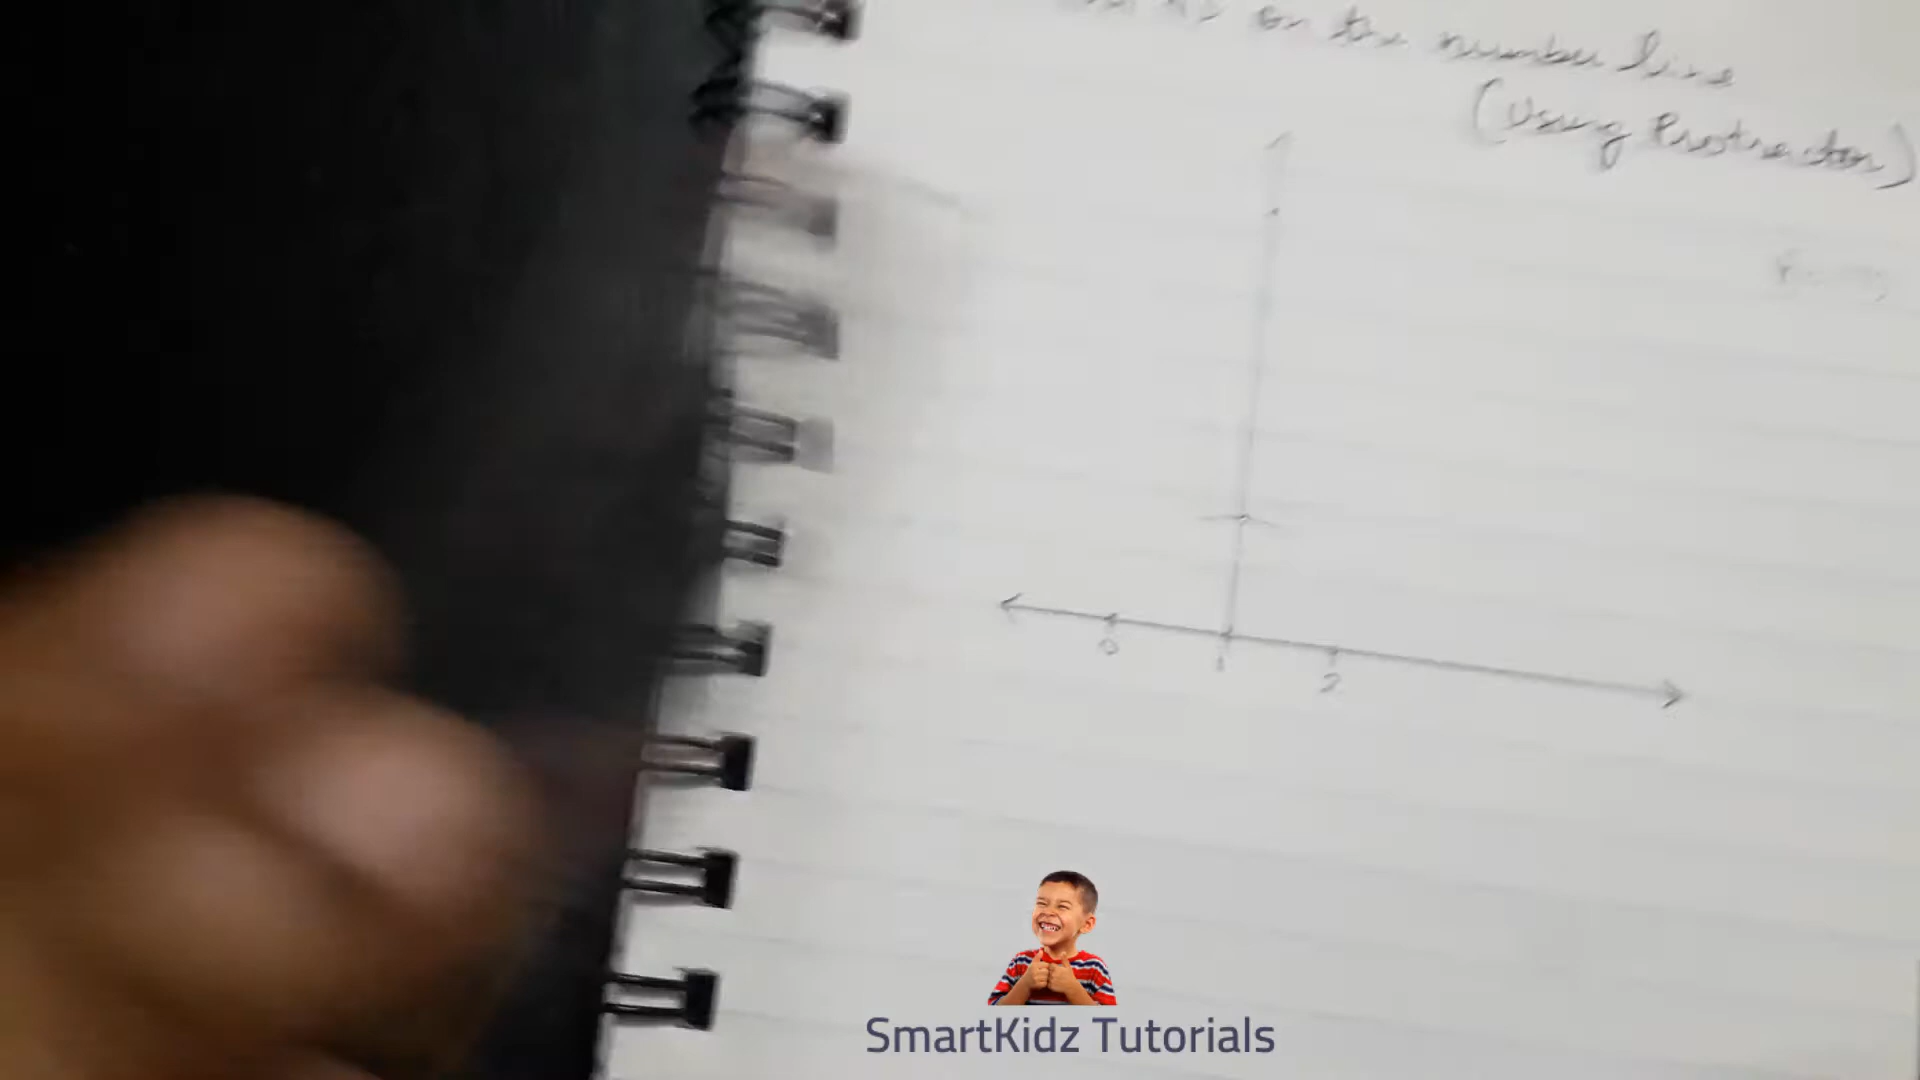 on the number line
(Using Protractor)
0
1
2
SmartKidz Tutorials